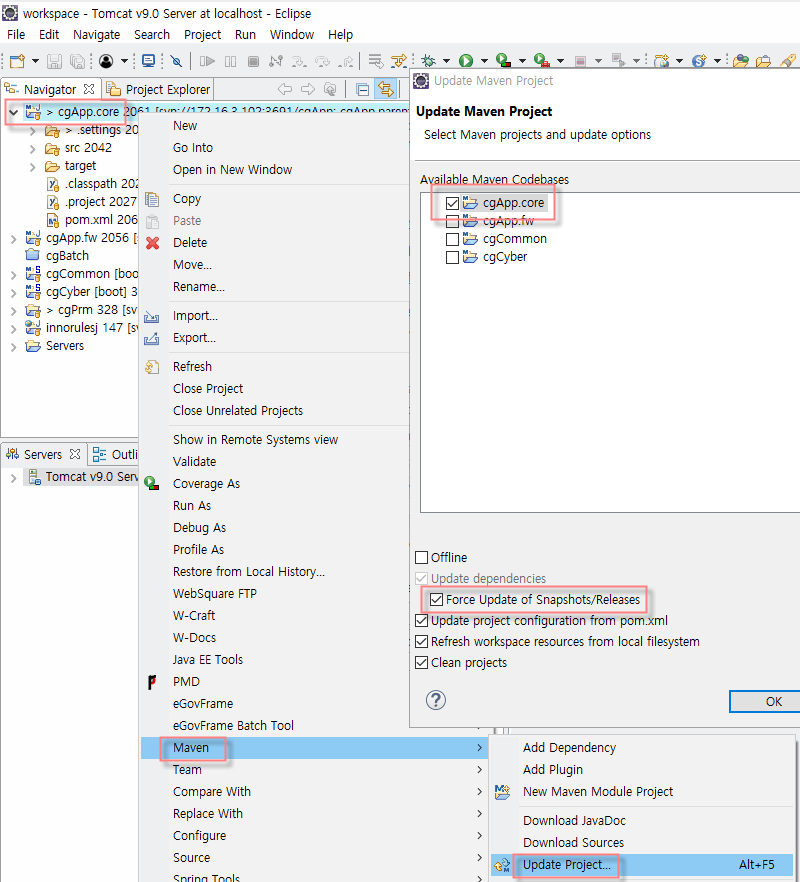 workspace - Tomcat v9.0 Server at localhost - Eclipse
File Edit Navigate Search Project Run Window Help
Navigator Project Explorer
> cgApp.core 2061 [svn://172.16.3.102:3691/cgApp: cgApp.paren
> .settings 20
src 2042
target
.classpath 202
.project 2027
pom.xml 206
cgApp.fw 2056 [s
cgBatch
cgCommon [boo
cgCyber [boot] 3
> cgPrm 328 [sv
innorulesj 147 [s
Servers
Servers Outli
Tomcat v9.0 Serv
New
Go Into
Open in New Window
Copy
Paste
Delete
Move...
Rename...
Import...
Export...
Refresh
Close Project
Close Unrelated Projects
Show in Remote Systems view
Validate
Coverage As
Run As
Debug As
Profile As
Restore from Local History...
WebSquare FTP
W-Craft
W-Docs
Java EE Tools
PMD
eGovFrame
eGovFrame Batch Tool
Maven
Team
Compare With
Replace With
Configure
Source
Spring Tools
Update Maven Project
Update Maven Project
Select Maven projects and update options
Available Maven Codebases
cgApp.core
cgApp.fw
cgCommon
cgCyber
Offline
Update dependencies
Force Update of Snapshots/Releases
Update project configuration from pom.xml
Refresh workspace resources from local filesystem
Clean projects
?
OK
Add Dependency
Add Plugin
New Maven Module Project
Download JavaDoc
Download Sources
Update Project... Alt+F5